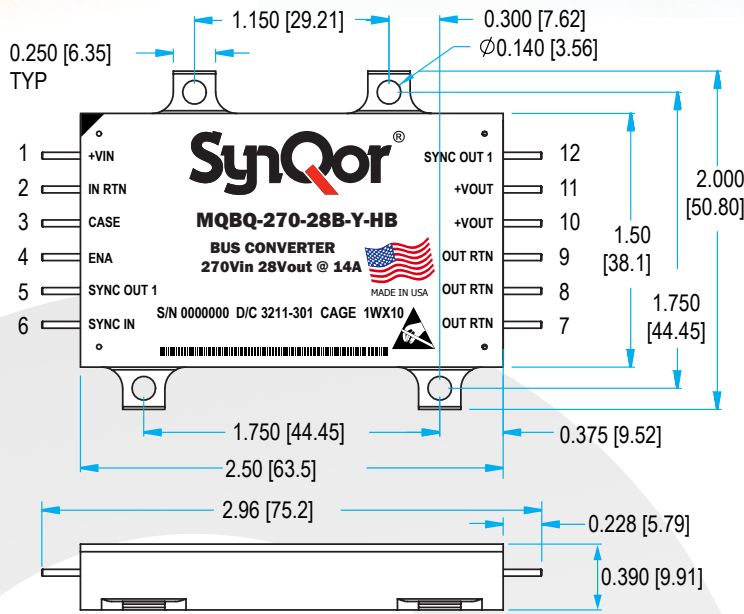 1.150 [29.21]
0.300 [7.62]
0.250 [6.35]
TYP
Ø0.140 [3.56]
SynQor®
1 +VIN
2 IN RTN
3 CASE
4 ENA
5 SYNC OUT 1
6 SYNC IN
SYNC OUT 1 12
+VOUT 11
+VOUT 10
OUT RTN 9
OUT RTN 8
OUT RTN 7
MQBQ-270-28B-Y-HB
BUS CONVERTER
270Vin 28Vout @ 14A
MADE IN USA
S/N 0000000 D/C 3211-301 CAGE 1WX10
2.000
[50.80]
1.50
[38.1]
1.750
[44.45]
1.750 [44.45]
0.375 [9.52]
2.50 [63.5]
2.96 [75.2]
0.228 [5.79]
0.390 [9.91]